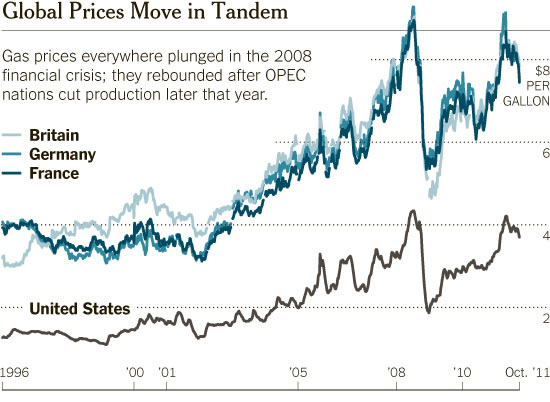 Global Prices Move in Tandem
Gas prices everywhere plunged in the 2008
financial crisis; they rebounded after OPEC
nations cut production later that year.
$8
PER
GALLON
Britain
Germany
France
6
4
United States
2
1996 '00 '01 '05 '08 '10 Oct. '11